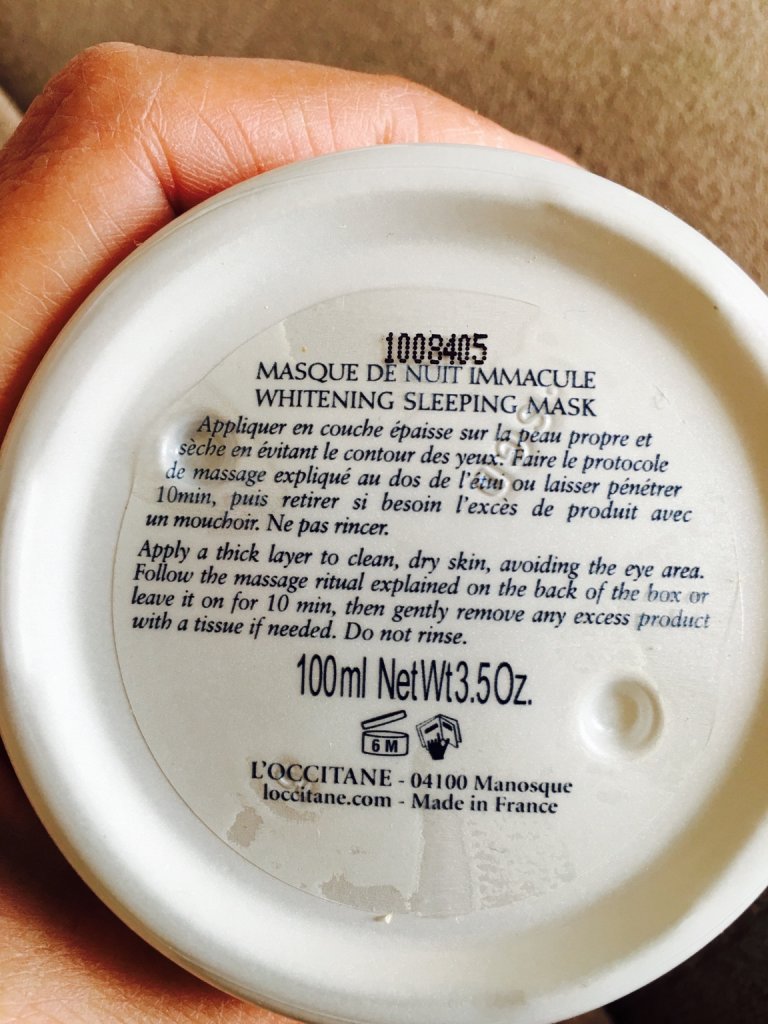 1008405
MASQUE DE NUIT IMMACULE
WHITENING SLEEPING MASK
Appliquer en couche épaisse sur la peau propre et
sèche en évitant le contour des yeux. Faire le protocole
de massage expliqué au dos de l'étui ou laisser pénétrer
10min, puis retirer si besoin l'excès de produit avec
un mouchoir. Ne pas rincer.
Apply a thick layer to clean, dry skin, avoiding the eye area.
Follow the massage ritual explained on the back of the box or
leave it on for 10 min, then gently remove any excess product
with a tissue if needed. Do not rinse.
100ml NetWt3.5Oz.
6 M
L'OCCITANE - 04100 Manosque
loccitane.com - Made in France